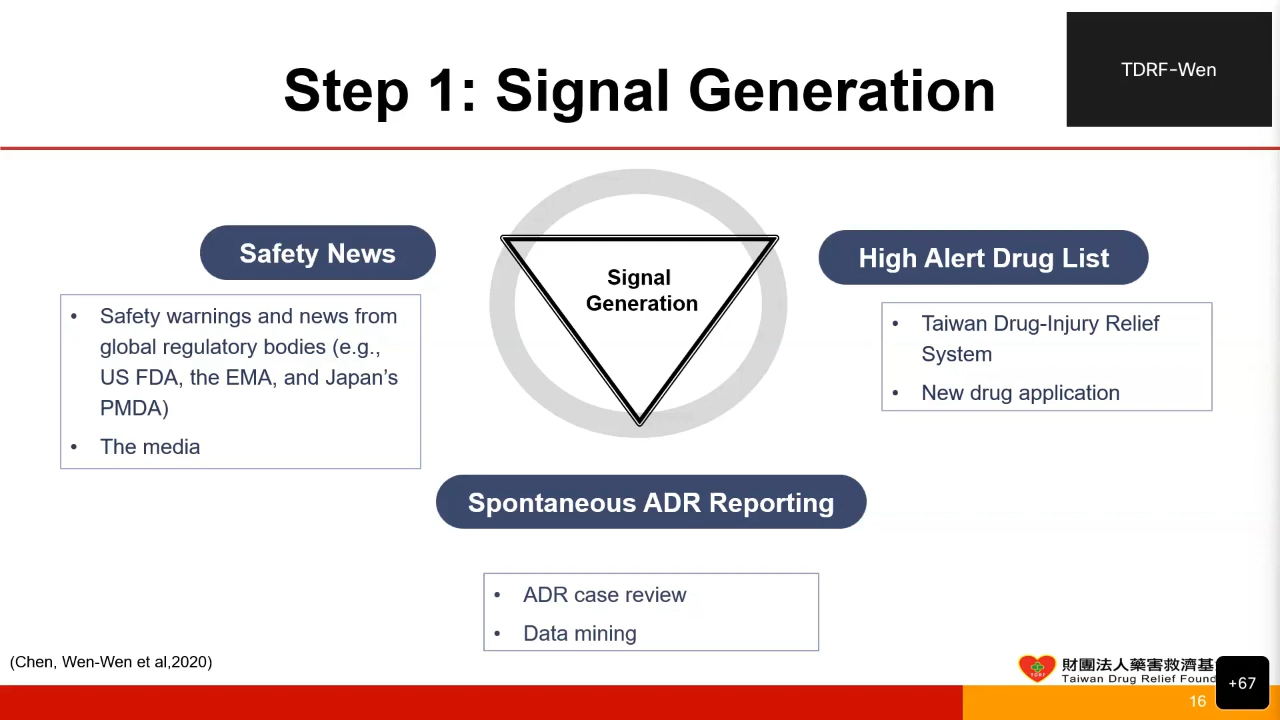 TDRF-Wen
Step 1: Signal Generation
Safety News
• Safety warnings and news from
global regulatory bodies (e.g.,
US FDA, the EMA, and Japan's
PMDA)
• The media
Signal
Generation
High Alert Drug List
• Taiwan Drug-Injury Relief
System
• New drug application
Spontaneous ADR Reporting
• ADR case review
• Data mining
(Chen, Wen-Wen et al,2020)
TDRF
財團法人藥害救濟基
Taiwan Drug Relief Found
16
+67